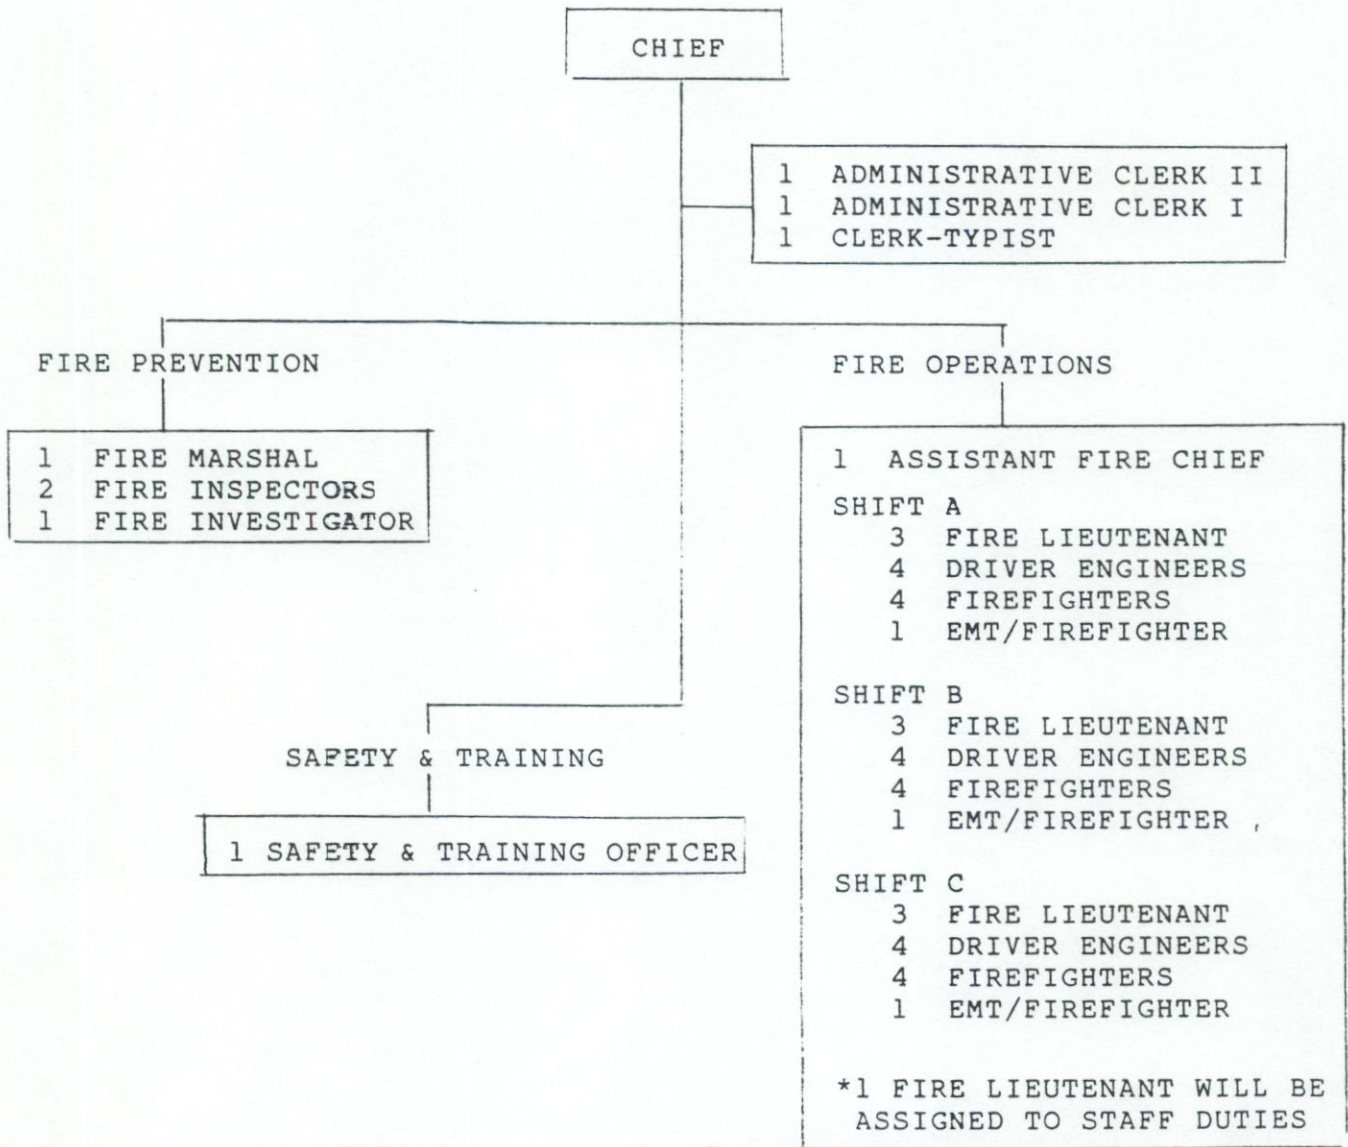 CHIEF
1 ADMINISTRATIVE CLERK II
1 ADMINISTRATIVE CLERK I
1 CLERK-TYPIST
FIRE PREVENTION
1 FIRE MARSHAL
2 FIRE INSPECTORS
1 FIRE INVESTIGATOR
SAFETY & TRAINING
1 SAFETY & TRAINING OFFICER
FIRE OPERATIONS
1 ASSISTANT FIRE CHIEF
SHIFT A
3 FIRE LIEUTENANT
4 DRIVER ENGINEERS
4 FIREFIGHTERS
1 EMT/FIREFIGHTER
SHIFT B
3 FIRE LIEUTENANT
4 DRIVER ENGINEERS
4 FIREFIGHTERS
1 EMT/FIREFIGHTER
SHIFT C
3 FIRE LIEUTENANT
4 DRIVER ENGINEERS
4 FIREFIGHTERS
1 EMT/FIREFIGHTER
*1 FIRE LIEUTENANT WILL BE
ASSIGNED TO STAFF DUTIES